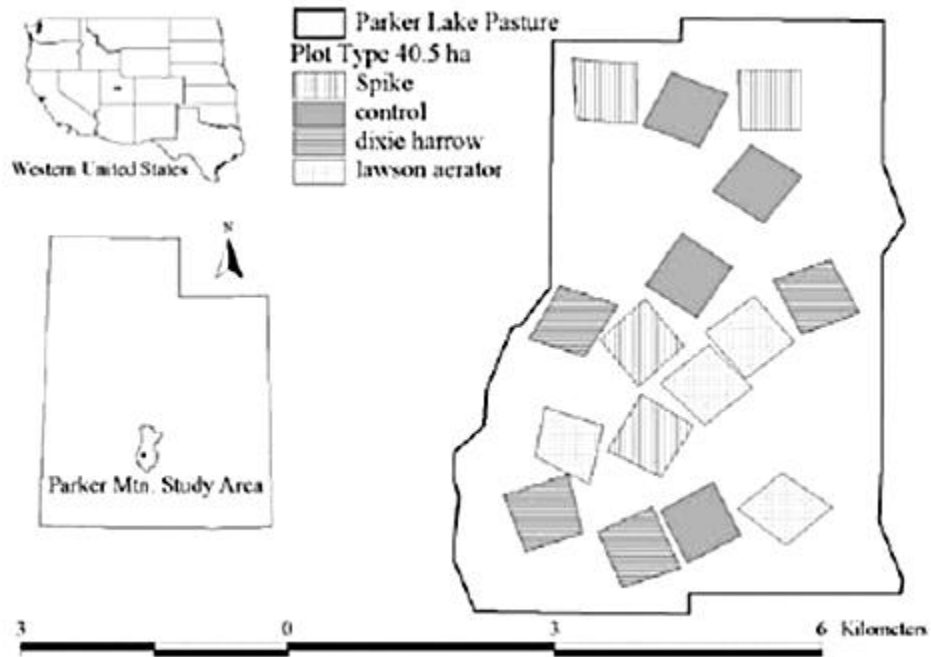 Parker Lake Pasture
Plot Type 40.5 ha
Spike
control
dixie harrow
lawson aerator
Western United States
N
Parker Mtn. Study Area
3 0 3 6 Kilometers